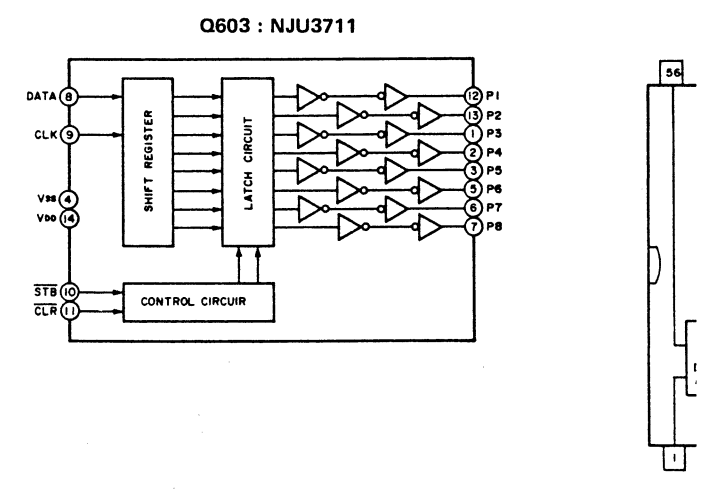 Q603 : NJU3711
DATA 8
CLK 9
VSS 4
VDD 14
STB 10
CLR 11
SHIFT REGISTER
LATCH CIRCUIT
CONTROL CIRCUIR
12 P1
13 P2
1 P3
2 P4
3 P5
5 P6
6 P7
7 P8
56
1